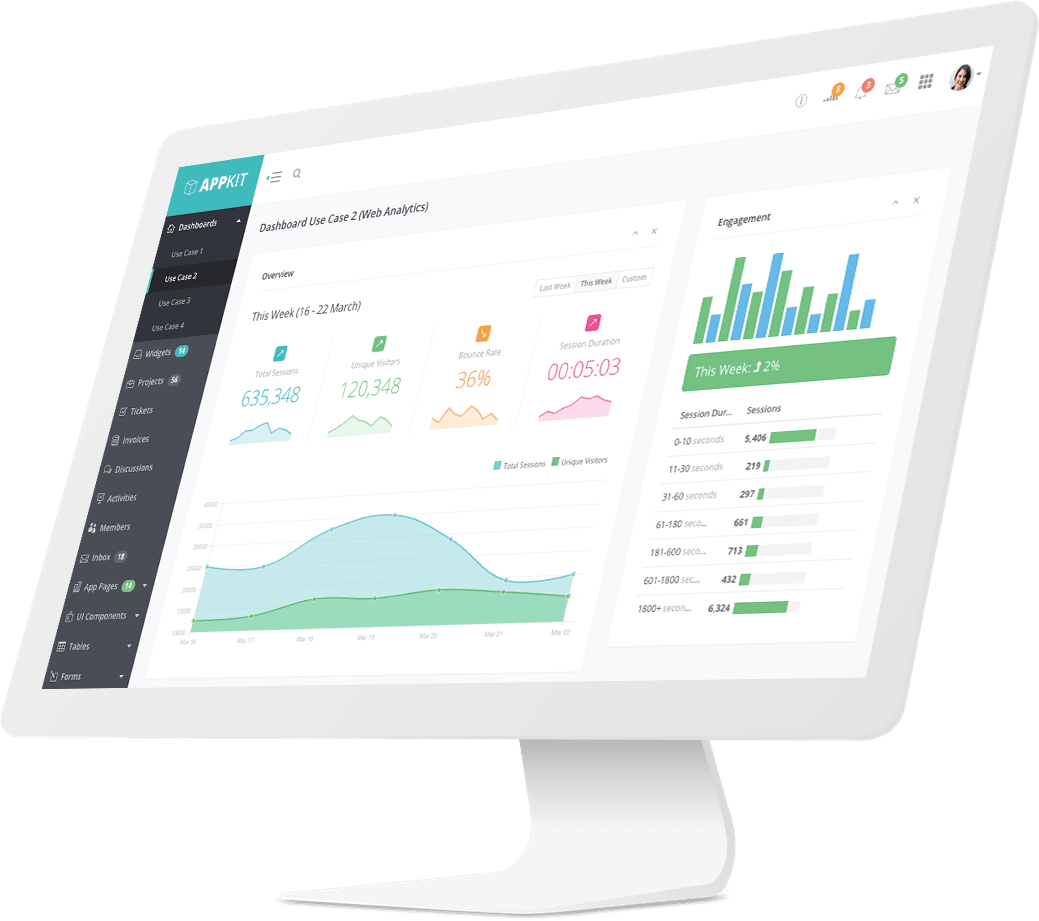 8
3
5
APPKIT
Dashboards
Use Case 1
Use Case 2
Use Case 3
Use Case 4
Widgets 14
Projects 56
Tickets
Invoices
Discussions
Activities
Members
Inbox 18
App Pages 14
UI Components
Tables
Forms
Dashboard Use Case 2 (Web Analytics)
Overview
This Week (16 - 22 March)
Last Week This Week Custom
Total Sessions
635,348
Unique Visitors
120,348
Bounce Rate
36%
Session Duration
00:05:03
Total Sessions Unique Visitors
40000
35000
30000
25000
20000
15000
10000
Mar 16 Mar 17 Mar 18 Mar 19 Mar 20 Mar 21 Mar 22
Engagement
This Week: 2%
Session Dur... Sessions
0-10 seconds 5,406
11-30 seconds 219
31-60 seconds 297
61-180 seco... 661
181-600 seco... 713
601-1800 sec... 432
1800+ secon... 6,324